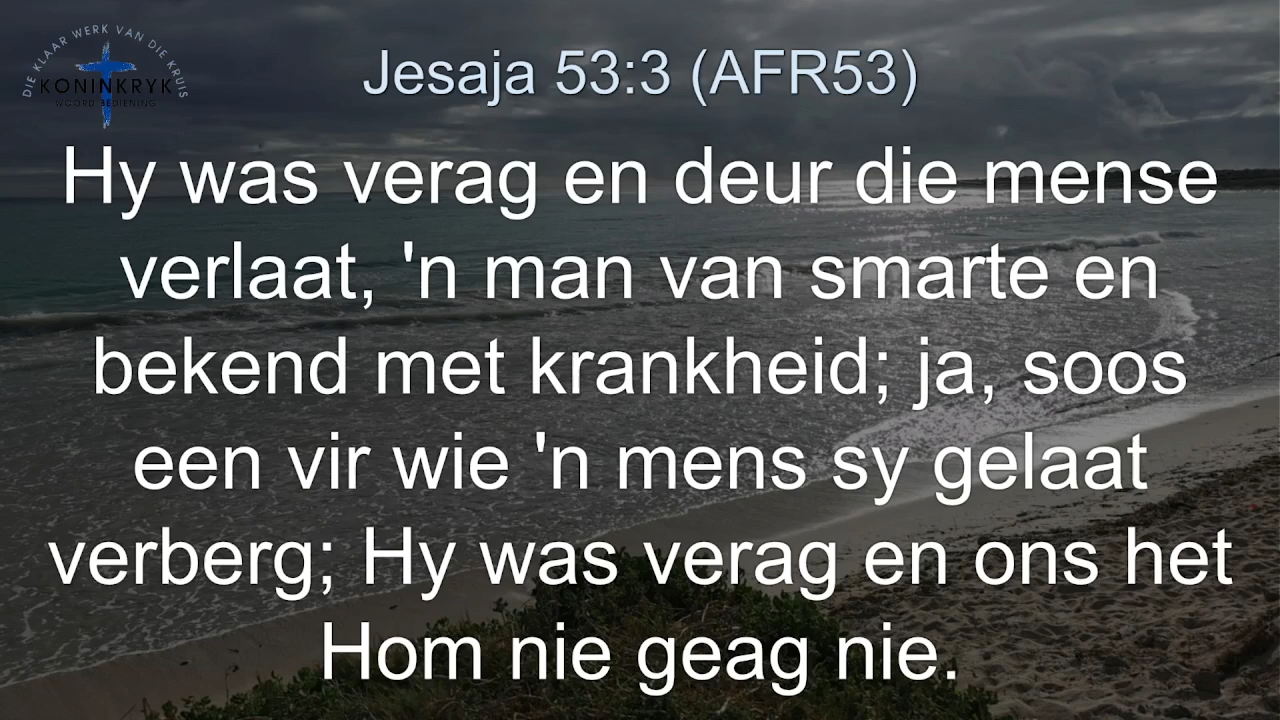 DIE KLAAR WERK VAN DIE KRUIS
KONINKRYK
WOORD BEDIENING
Jesaja 53:3 (AFR53)
Hy was verag en deur die mense
verlaat, 'n man van smarte en
bekend met krankheid; ja, soos
een vir wie 'n mens sy gelaat
verberg; Hy was verag en ons het
Hom nie geag nie.